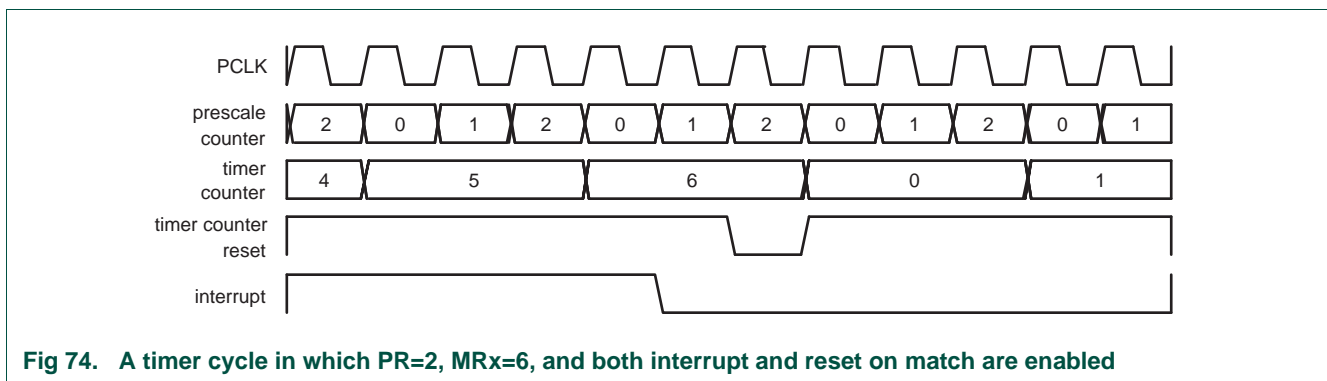 PCLK
prescale
counter
2 0 1 2 0 1 2 0 1 2 0 1
timer
counter
4 5 6 0 1
timer counter
reset
interrupt
Fig 74. A timer cycle in which PR=2, MRx=6, and both interrupt and reset on match are enabled